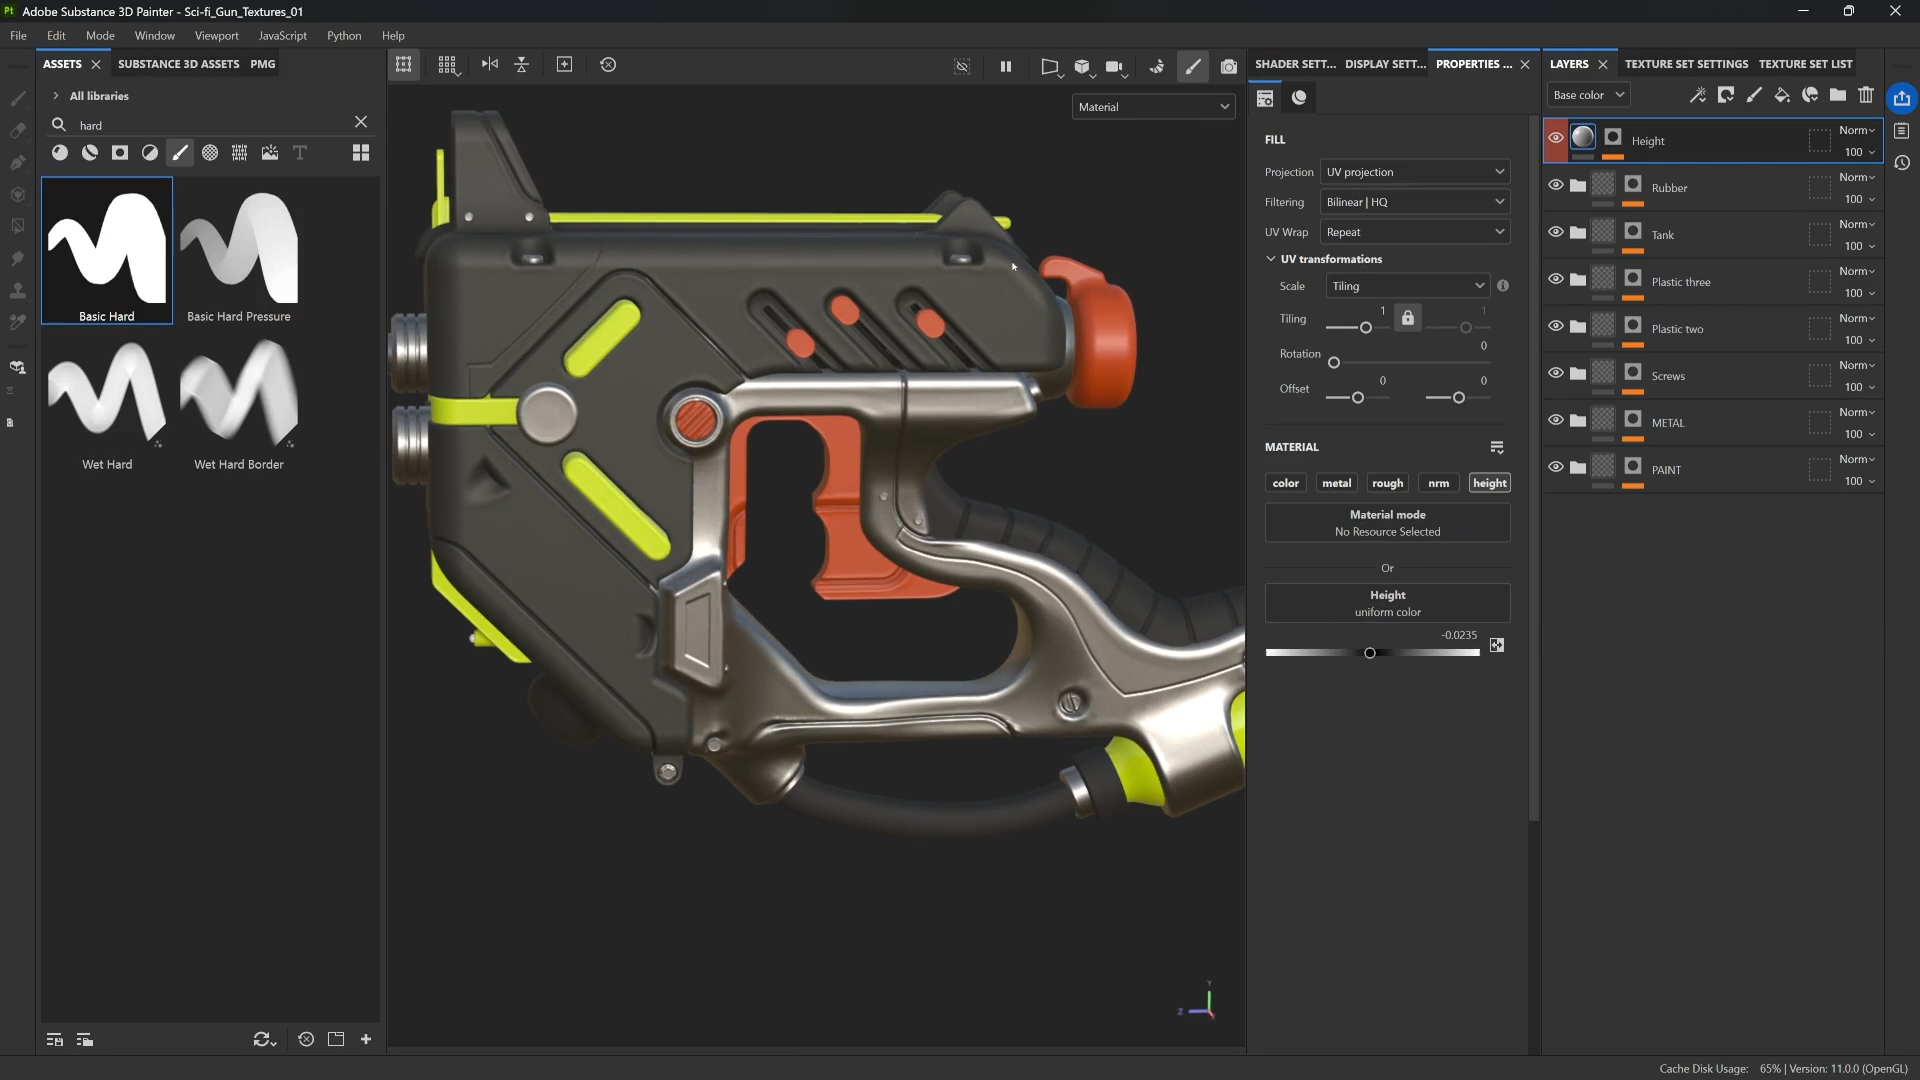 Pt Adobe Substance 3D Painter - Sci-fi_Gun_Textures_01
File Edit Mode Window Viewport JavaScript Python Help
ASSETS SUBSTANCE 3D ASSETS PNG
All libraries
hard
Basic Hard
Basic Hard Pressure
Wet Hard
Wet Hard Border
Material
Y
Z
SHADER SETT... DISPLAY SETT... PROPERTIES ...
FILL
Projection UV projection
Filtering Bilinear | HQ
UV Wrap Repeat
UV transformations
Scale Tiling
Tiling 1 1
Rotation 0
Offset 0 0
MATERIAL
color metal rough nrm height
Material mode
No Resource Selected
Or
Height
uniform color
-0.0235
LAYERS TEXTURE SET SETTINGS TEXTURE SET LIST
Base color
Height Norm 100
Rubber Norm 100
Tank Norm 100
Plastic three Norm 100
Plastic two Norm 100
Screws Norm 100
METAL Norm 100
PAINT Norm 100
Cache Disk Usage: 65% | Version: 11.0.0 (OpenGL)